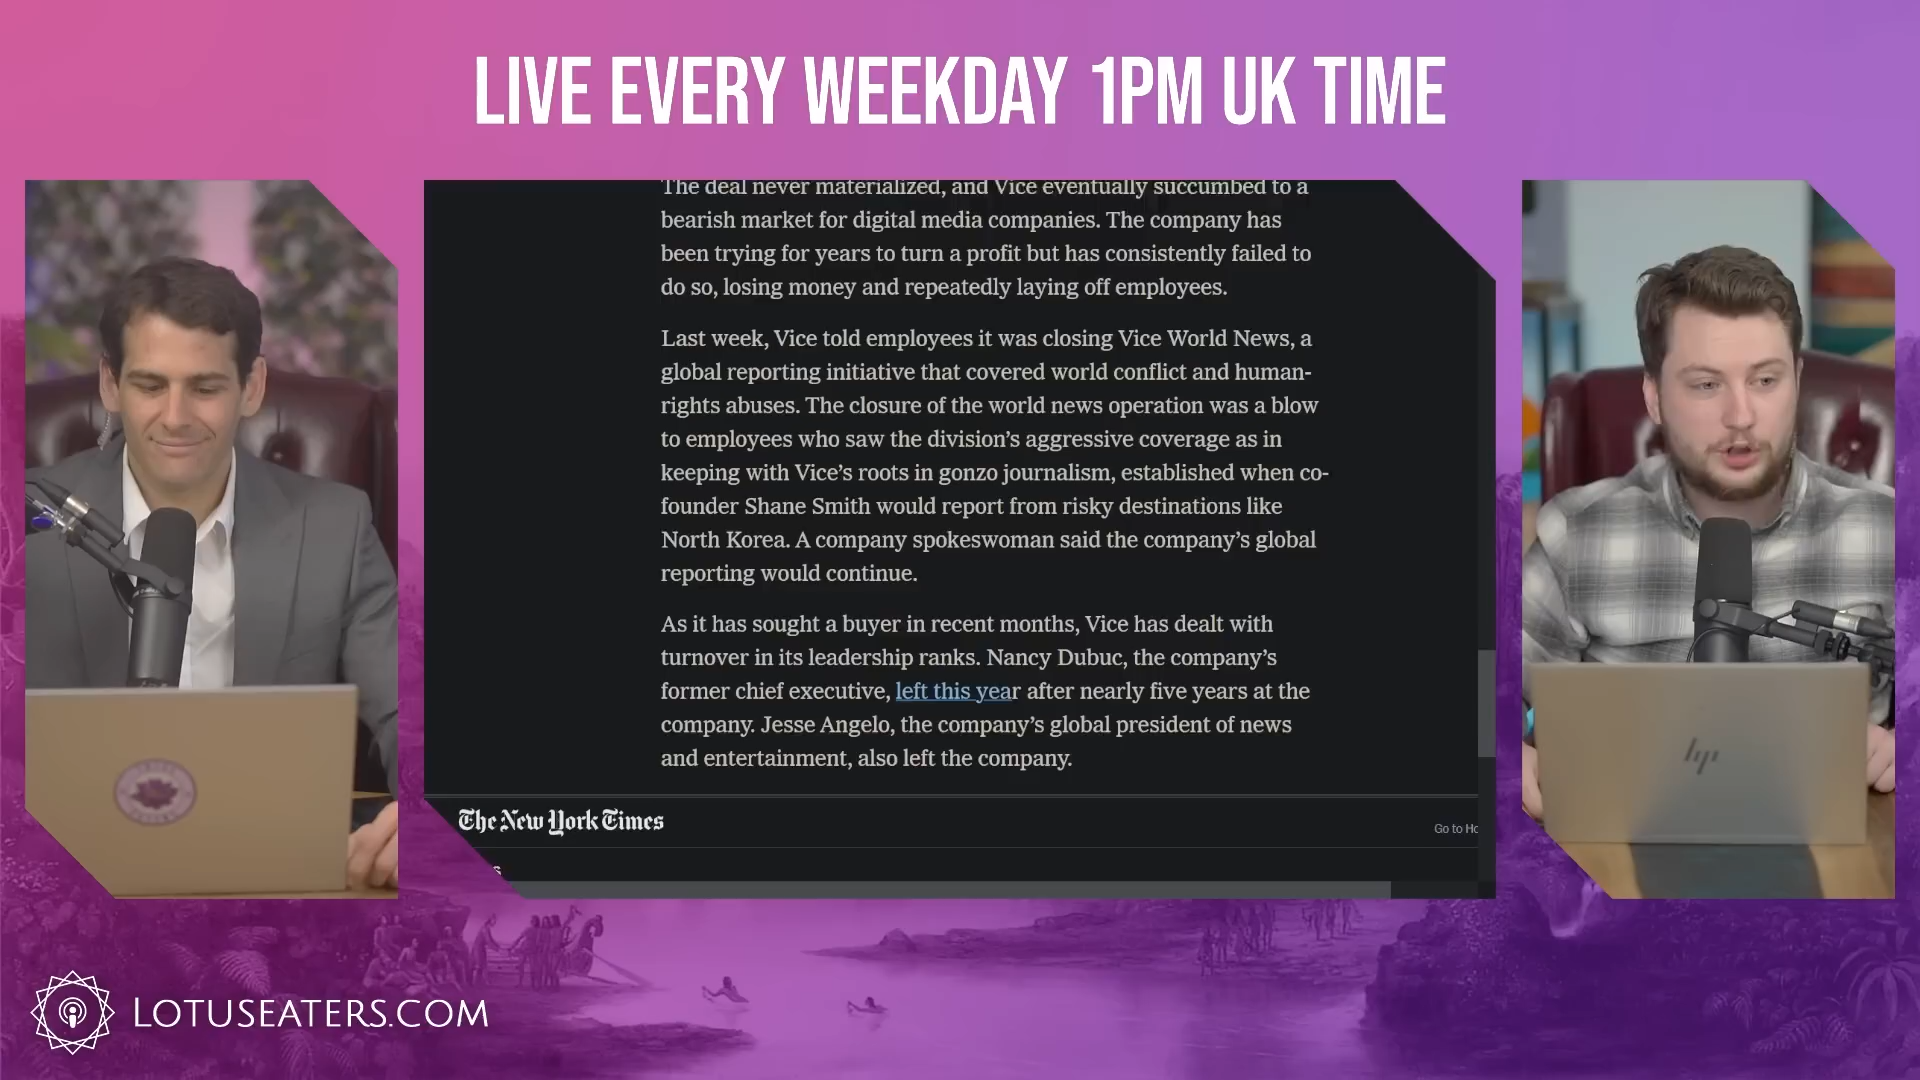 LIVE EVERY WEEKDAY 1PM UK TIME
The deal never materialized, and Vice eventually succumbed to a
bearish market for digital media companies. The company has
been trying for years to turn a profit but has consistently failed to
do so, losing money and repeatedly laying off employees.
Last week, Vice told employees it was closing Vice World News, a
global reporting initiative that covered world conflict and human-
rights abuses. The closure of the world news operation was a blow
to employees who saw the division’s aggressive coverage as in
keeping with Vice’s roots in gonzo journalism, established when co-
founder Shane Smith would report from risky destinations like
North Korea. A company spokeswoman said the company’s global
reporting would continue.
As it has sought a buyer in recent months, Vice has dealt with
turnover in its leadership ranks. Nancy Dubuc, the company’s
former chief executive, left this year after nearly five years at the
company. Jesse Angelo, the company’s global president of news
and entertainment, also left the company.
The New York Times
Go to
hp
LOTUSEATERS.COM